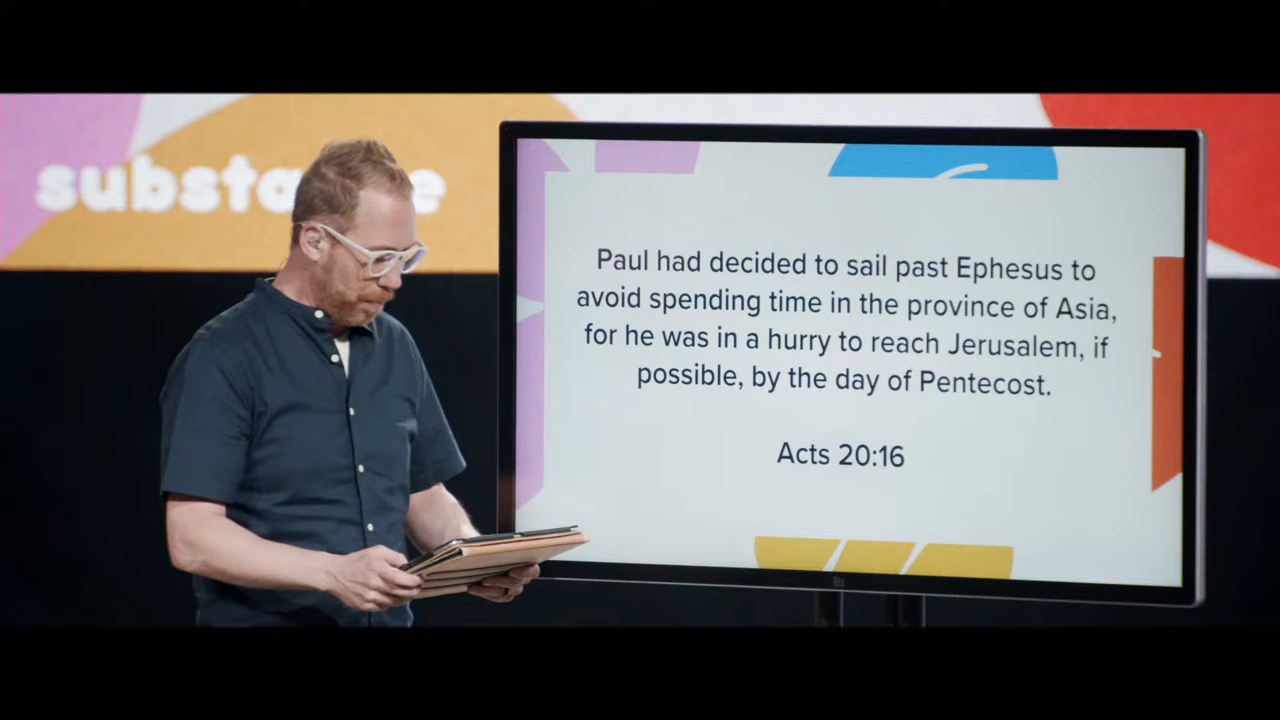 substa e
Paul had decided to sail past Ephesus to
avoid spending time in the province of Asia,
for he was in a hurry to reach Jerusalem, if
possible, by the day of Pentecost.
Acts 20:16